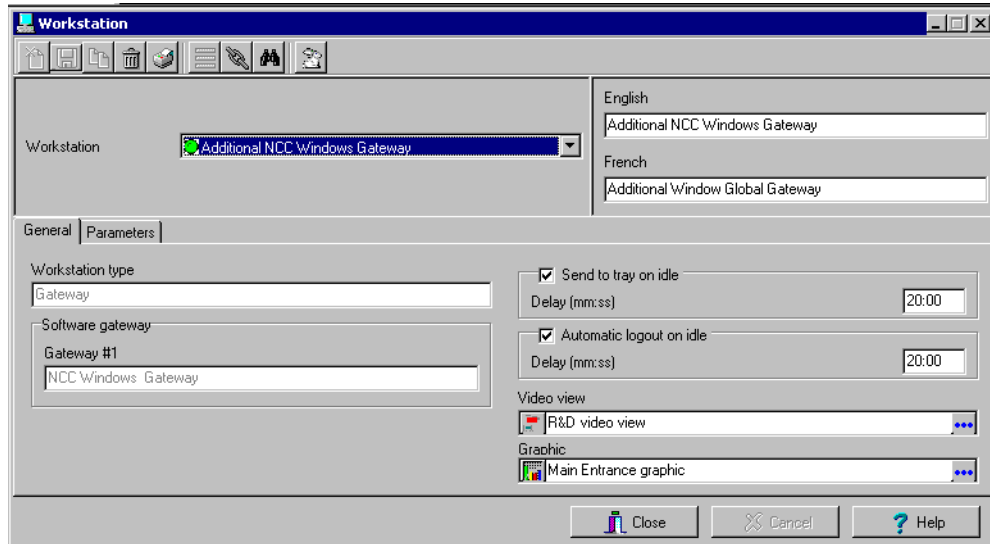 Workstation
Workstation
Additional NCC Windows Gateway
English
Additional NCC Windows Gateway
French
Additional Window Global Gateway
General
Parameters
Workstation type
Gateway
Software gateway
Gateway #1
NCC Windows  Gateway
Send to tray on idle
Delay (mm:ss)
20:00
Automatic logout on idle
Delay (mm:ss)
20:00
Video view
R&D video view
Graphic
Main Entrance graphic
Close
Cancel
Help